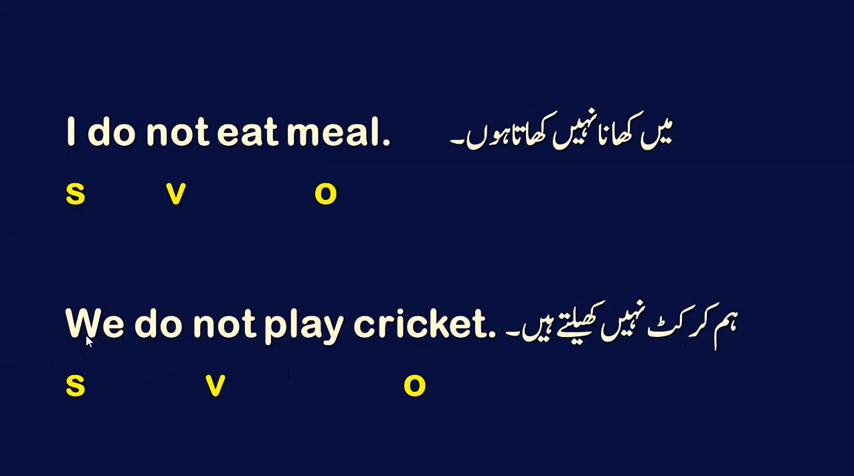 I do not eat meal. میں کھانا نہیں کھاتا ہوں۔
s v o
We do not play cricket. ہم کرکٹ نہیں کھیلتے ہیں۔
s v o